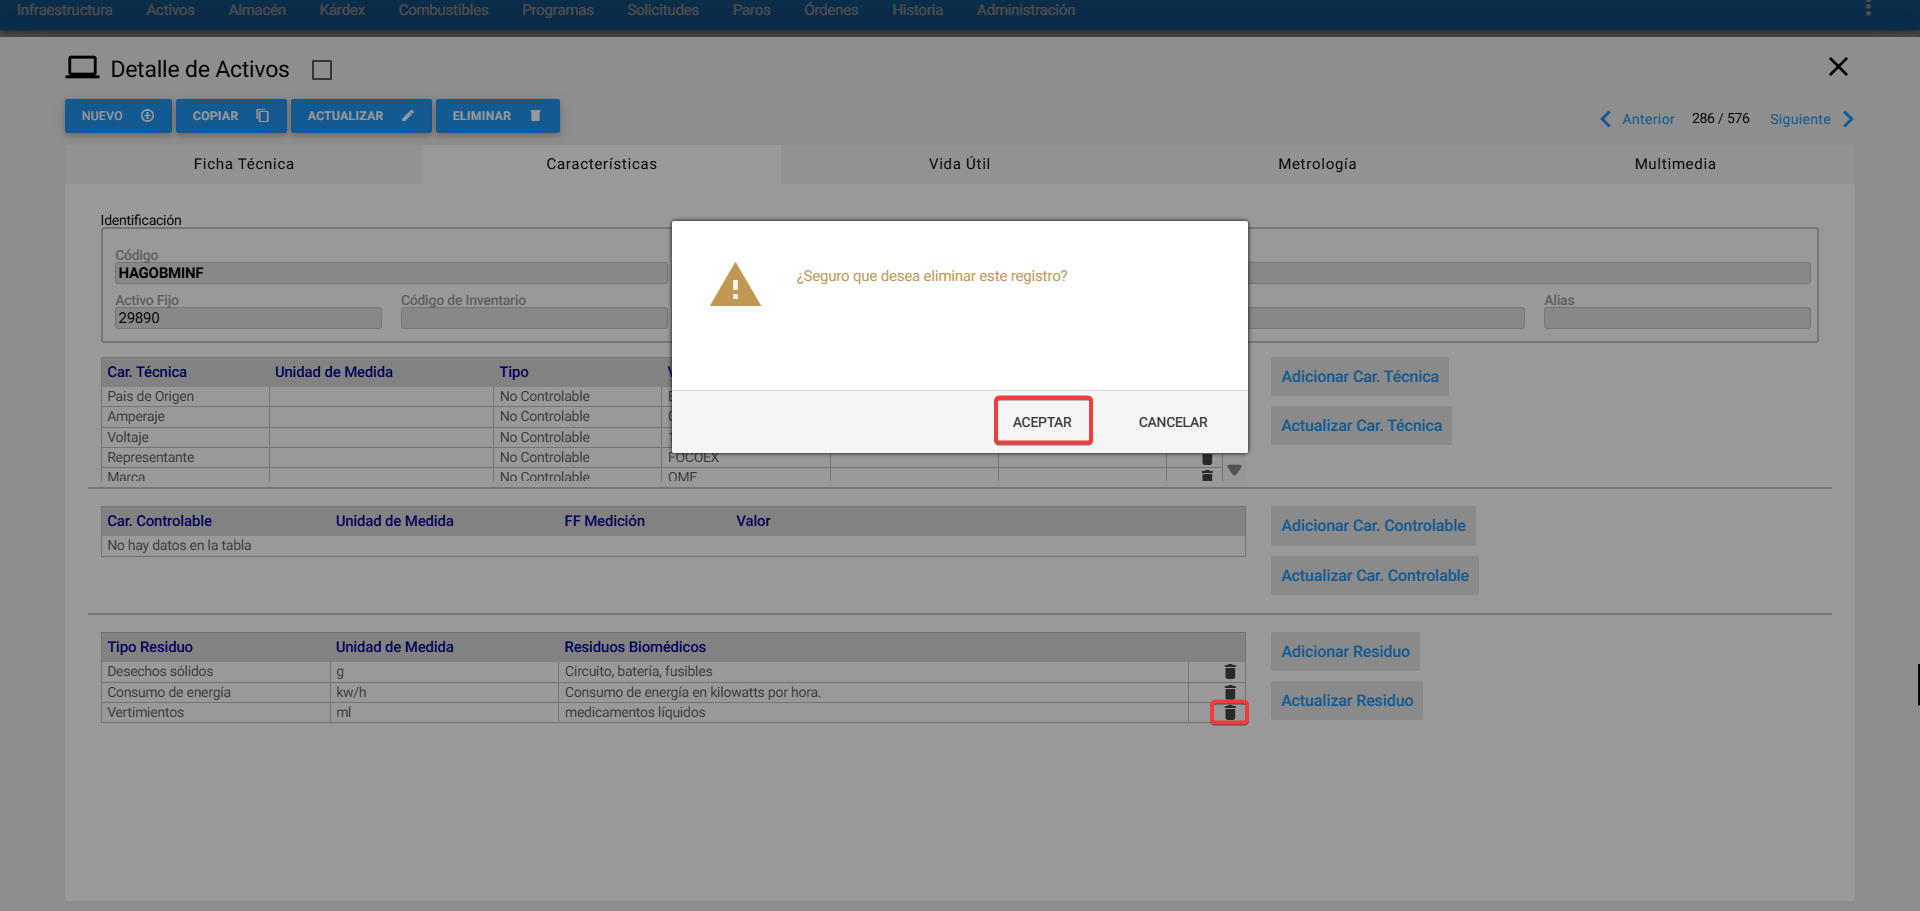 Infraestructura Activos Almacén Kárdex Combustibles Programas Solicitudes Paros Órdenes Historia Administración
Detalle de Activos
NUEVO COPIAR ACTUALIZAR ELIMINAR
Anterior 286 / 576 Siguiente
Ficha Técnica Características Vida Útil Metrología Multimedia
Identificación
Código
HAGOBMINF
Activo Fijo Código de Inventario Alias
29890
¿Seguro que desea eliminar este registro?
ACEPTAR CANCELAR
Car. Técnica Unidad de Medida Tipo
Pais de Origen No Controlable
Amperaje No Controlable
Voltaje No Controlable
Representante No Controlable FOCOEX
Marca No Controlable OMF
Adicionar Car. Técnica
Actualizar Car. Técnica
Car. Controlable Unidad de Medida FF Medición Valor
No hay datos en la tabla
Adicionar Car. Controlable
Actualizar Car. Controlable
Tipo Residuo Unidad de Medida Residuos Biomédicos
Desechos sólidos g Circuito, batería, fusibles
Consumo de energía kw/h Consumo de energía en kilowatts por hora.
Vertimientos ml medicamentos líquidos
Adicionar Residuo
Actualizar Residuo